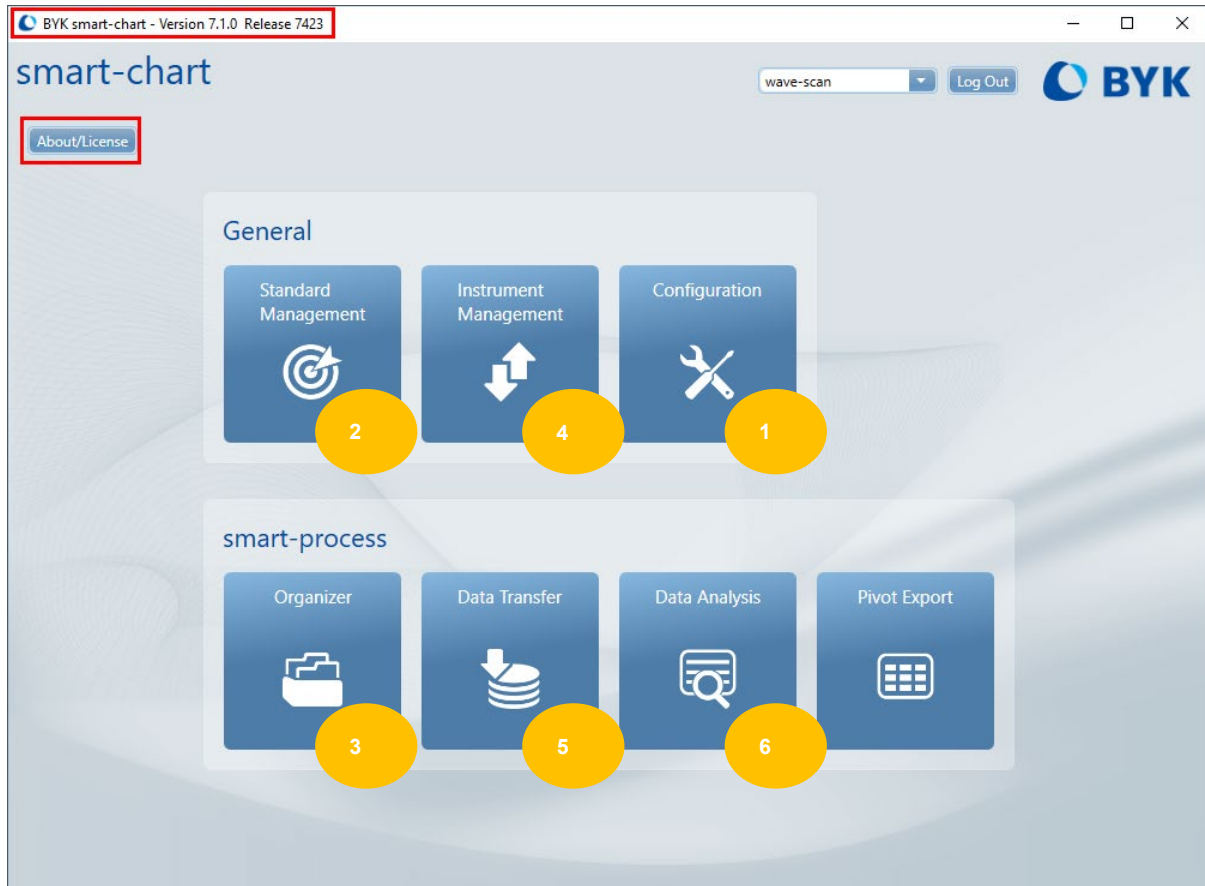 BYK smart-chart - Version 7.1.0 Release 7423
smart-chart
wave-scan
Log Out
BYK
About/License
General
Standard
Management
Instrument
Management
Configuration
2
4
1
smart-process
Organizer
Data Transfer
Data Analysis
Pivot Export
3
5
6